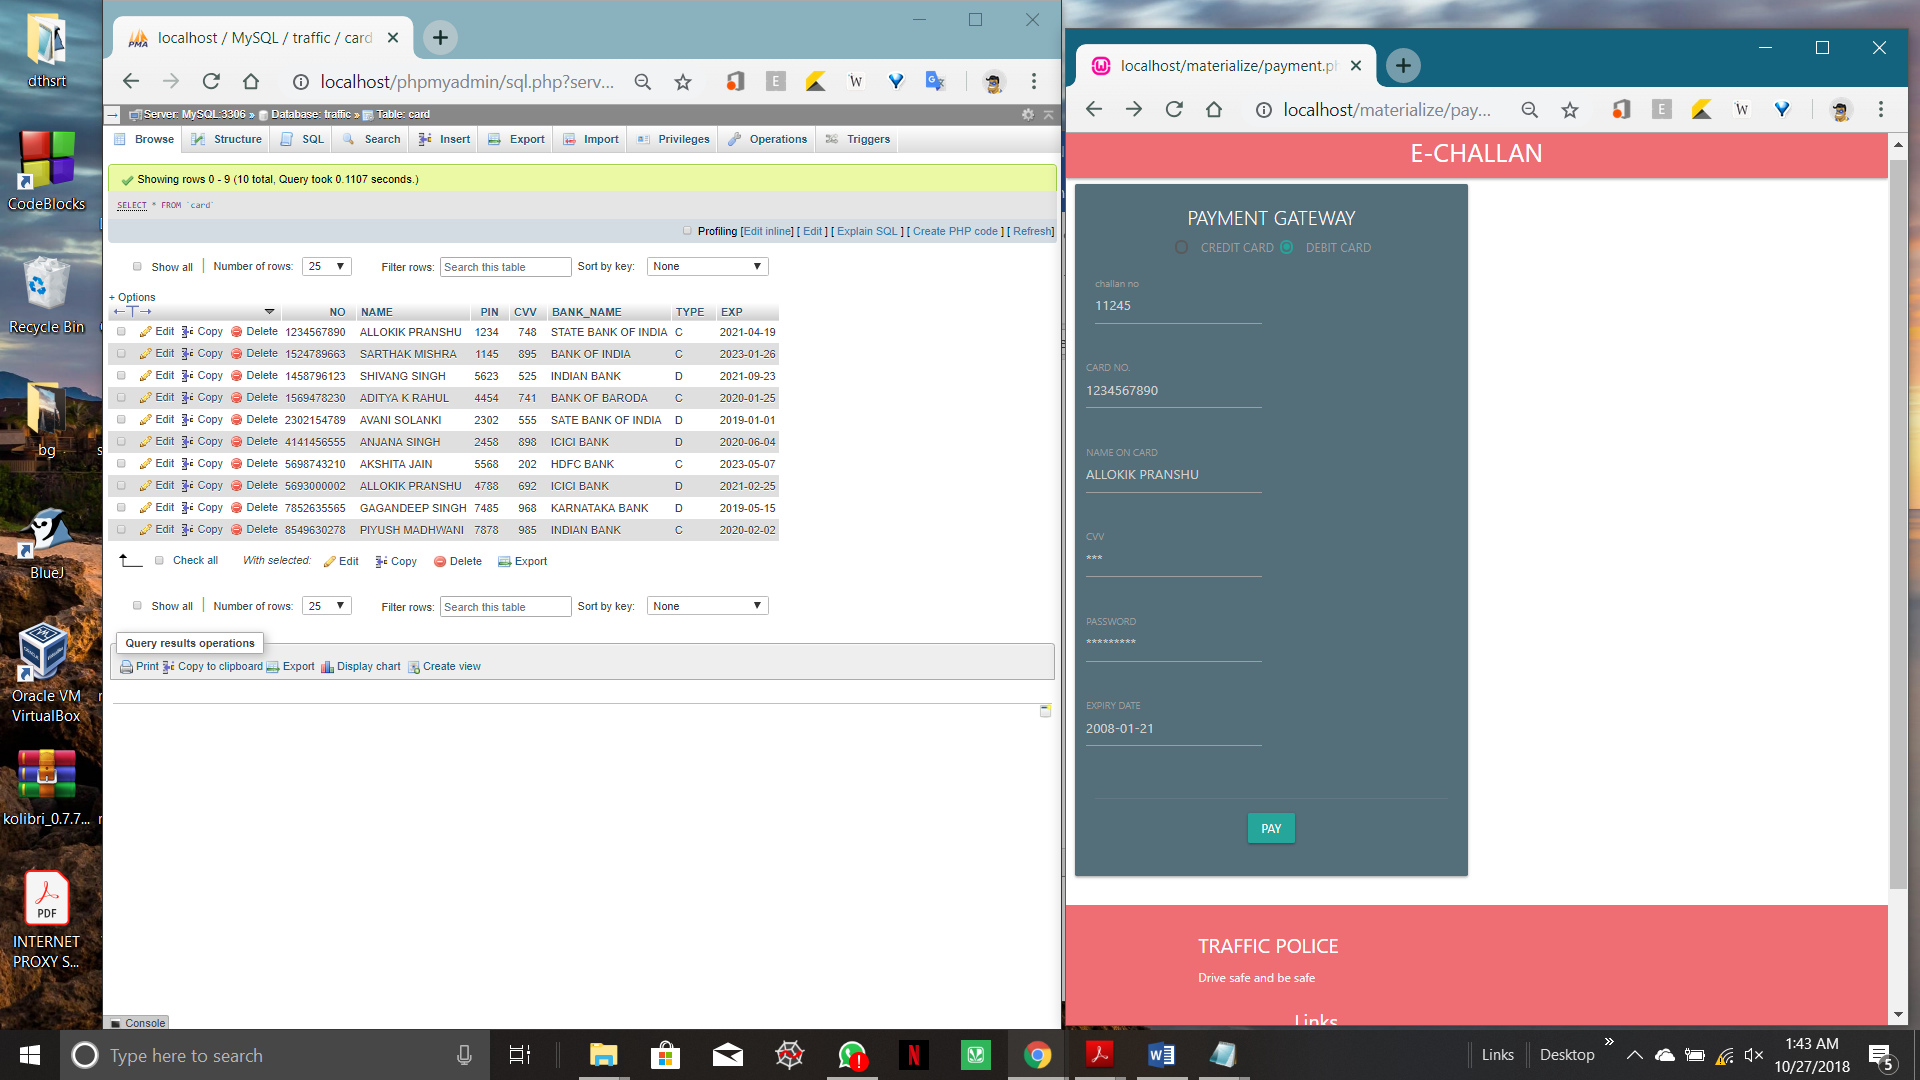 dthsrt
CodeBlocks
Recycle Bin
bg
BlueJ
Oracle VM
VirtualBox
kolibri_0.7.7...
PDF
INTERNET
PROXY S...
localhost / MySQL / traffic / card
localhost/phpmyadmin/sql.php?serv...
Server: MySQL:3306 » Database: traffic » Table: card
Browse Structure SQL Search Insert Export Import Privileges Operations Triggers
Showing rows 0 - 9 (10 total, Query took 0.1107 seconds.)
SELECT * FROM `card`
Profiling [Edit inline] [ Edit ] [ Explain SQL ] [ Create PHP code ] [ Refresh]
Show all Number of rows: 25 Filter rows: Search this table Sort by key: None
+ Options
←T→ NO NAME PIN CVV BANK_NAME TYPE EXP
Edit Copy Delete 1234567890 ALLOKIK PRANSHU 1234 748 STATE BANK OF INDIA C 2021-04-19
Edit Copy Delete 1524789663 SARTHAK MISHRA 1145 895 BANK OF INDIA C 2023-01-26
Edit Copy Delete 1458796123 SHIVANG SINGH 5623 525 INDIAN BANK D 2021-09-23
Edit Copy Delete 1569478230 ADITYA K RAHUL 4454 741 BANK OF BARODA C 2020-01-25
Edit Copy Delete 2302154789 AVANI SOLANKI 2302 555 SATE BANK OF INDIA D 2019-01-01
Edit Copy Delete 4141456555 ANJANA SINGH 2458 898 ICICI BANK D 2020-06-04
Edit Copy Delete 5698743210 AKSHITA JAIN 5568 202 HDFC BANK C 2023-05-07
Edit Copy Delete 5693000002 ALLOKIK PRANSHU 4788 692 ICICI BANK D 2021-02-25
Edit Copy Delete 7852635565 GAGANDEEP SINGH 7485 968 KARNATAKA BANK D 2019-05-15
Edit Copy Delete 8549630278 PIYUSH MADHWANI 7878 985 INDIAN BANK C 2020-02-02
Check all With selected: Edit Copy Delete Export
Show all Number of rows: 25 Filter rows: Search this table Sort by key: None
Query results operations
Print Copy to clipboard Export Display chart Create view
Console
localhost/materialize/payment.ph
localhost/materialize/pay...
E-CHALLAN
PAYMENT GATEWAY
CREDIT CARD DEBIT CARD
challan no
11245
CARD NO.
1234567890
NAME ON CARD
ALLOKIK PRANSHU
CVV
***
PASSWORD
*********
EXPIRY DATE
2008-01-21
PAY
TRAFFIC POLICE
Drive safe and be safe
Links
Type here to search
Links Desktop »
1:43 AM
10/27/2018
5